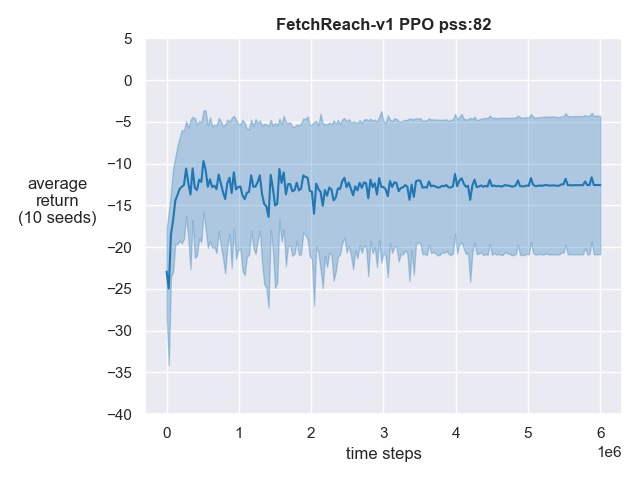 FetchReach-v1 PPO pss:82
5
0
−5
−10
−15
−20
−25
−30
−35
−40
average
return
(10 seeds)
0 1 2 3 4 5 6
1e6
time steps